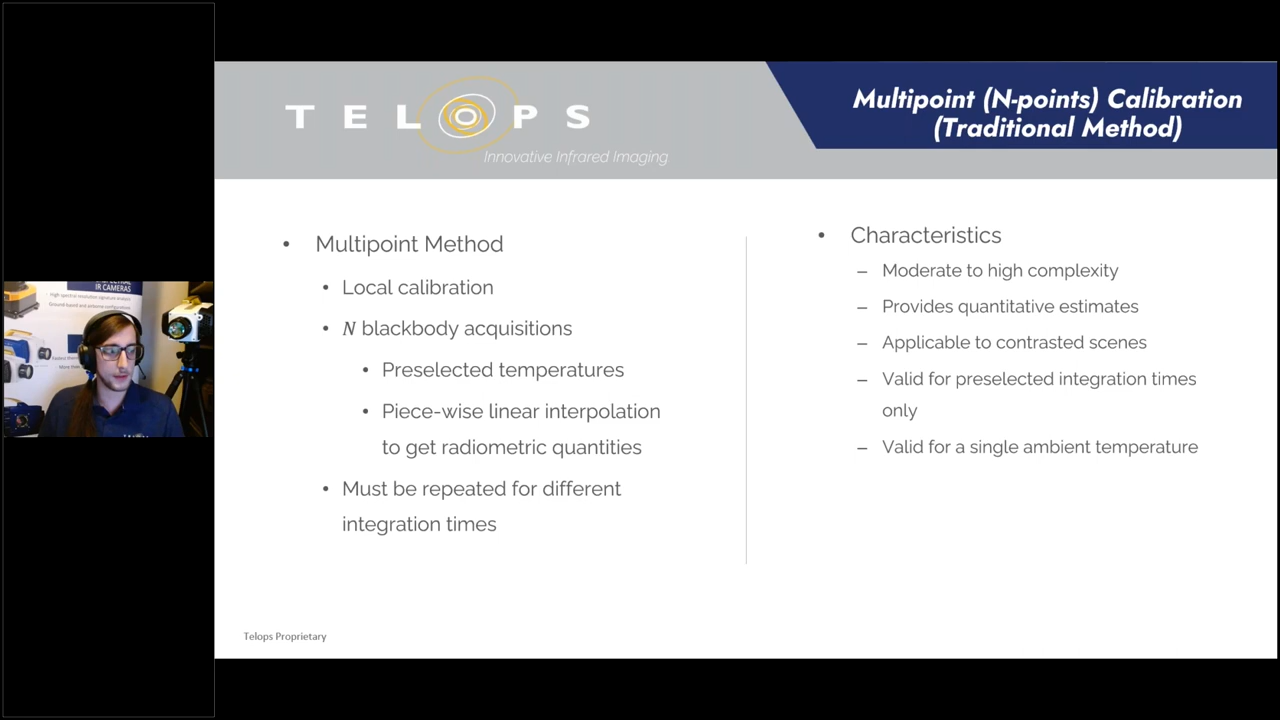 TELOPS
Innovative Infrared Imaging
Multipoint (N-points) Calibration
(Traditional Method)
• Multipoint Method
• Local calibration
• N blackbody acquisitions
• Preselected temperatures
• Piece-wise linear interpolation
to get radiometric quantities
• Must be repeated for different
integration times
• Characteristics
– Moderate to high complexity
– Provides quantitative estimates
– Applicable to contrasted scenes
– Valid for preselected integration times
only
– Valid for a single ambient temperature
Telops Proprietary
IR CAMERAS